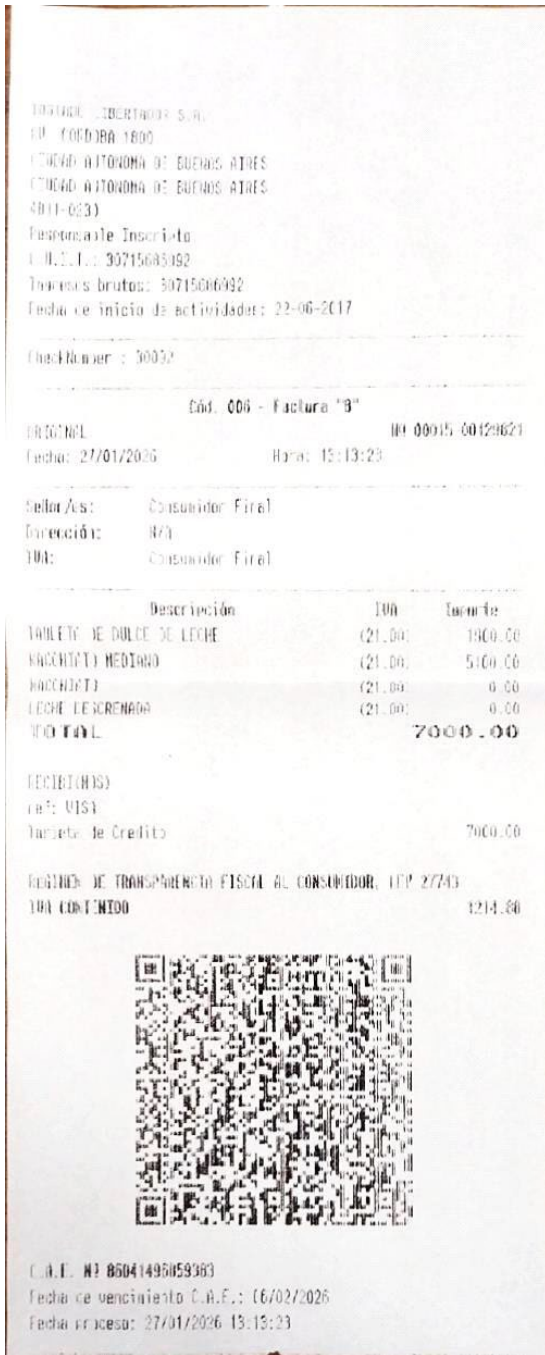 LIBERTADOR S.A.
AV. CORDOBA 1800
CIUDAD AUTONOMA DE BUENOS AIRES
CIUDAD AUTONOMA DE BUENOS AIRES
Responsable Inscripto
C.U.I.T.:
Ingresos brutos:
Fecha de inicio de actividades: 22-06-2017
CheckNumber :
Cód. 006 - Factura "B"
ORIGINAL Nº
Fecha: 27/01/2026 Hora: 13:13:23
Señor/es: Consumidor Final
Dirección: N/A
IVA: Consumidor Final
Descripción IVA Importe
TABLETA DE DULCE DE LECHE (21.00) 1900.00
MACCHIATO MEDIANO (21.00) 5100.00
MACCHIATO (21.00) 0.00
LECHE DESCREMADA (21.00) 0.00
TOTAL 7000.00
RECIBI(MOS)
ref: VISA
Tarjeta de Credito 7000.00
REGIMEN DE TRANSPARENCIA FISCAL AL CONSUMIDOR, LEY 27743
IVA CONTENIDO 1214.88
C.A.E. Nº
Fecha de vencimiento C.A.E.: 06/02/2026
Fecha proceso: 27/01/2026 13:13:23